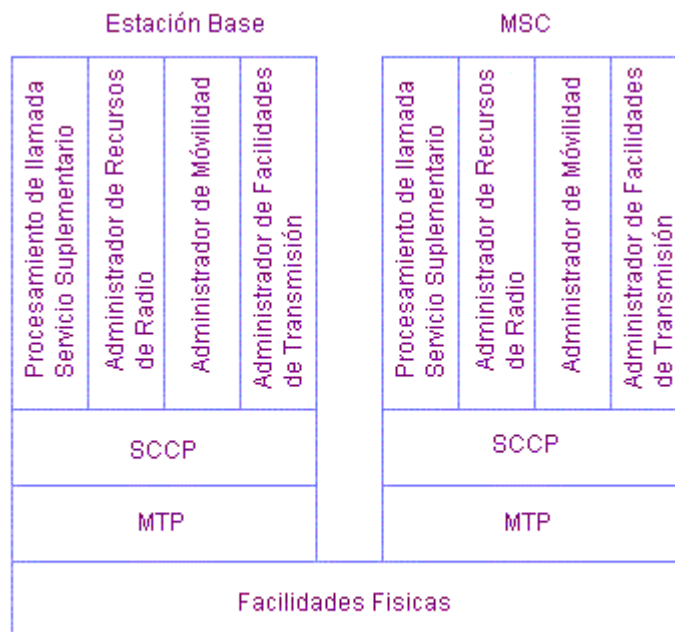 Estación Base
MSC
Procesamiento de llamada
Servicio Suplementario
Administrador de Recursos
de Radio
Administrador de Móvilidad
Administrador de Facilidades
de Transmisión
Procesamiento de llamada
Servicio Suplementario
Administrador de Recursos
de Radio
Administrador de Móvilidad
Administrador de Facilidades
de Transmisión
SCCP
SCCP
MTP
MTP
Facilidades Fisicas